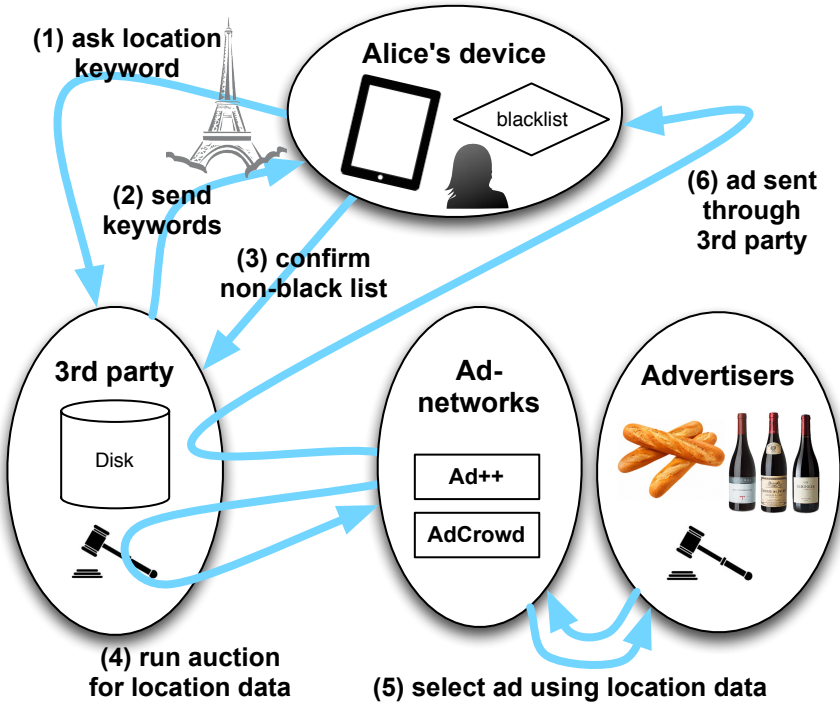 (1) ask location
keyword
Alice's device
blacklist
(2) send
keywords
(3) confirm
non-black list
(6) ad sent
through
3rd party
3rd party
Disk
Ad-
networks
Ad++
AdCrowd
Advertisers
(4) run auction
for location data
(5) select ad using location data